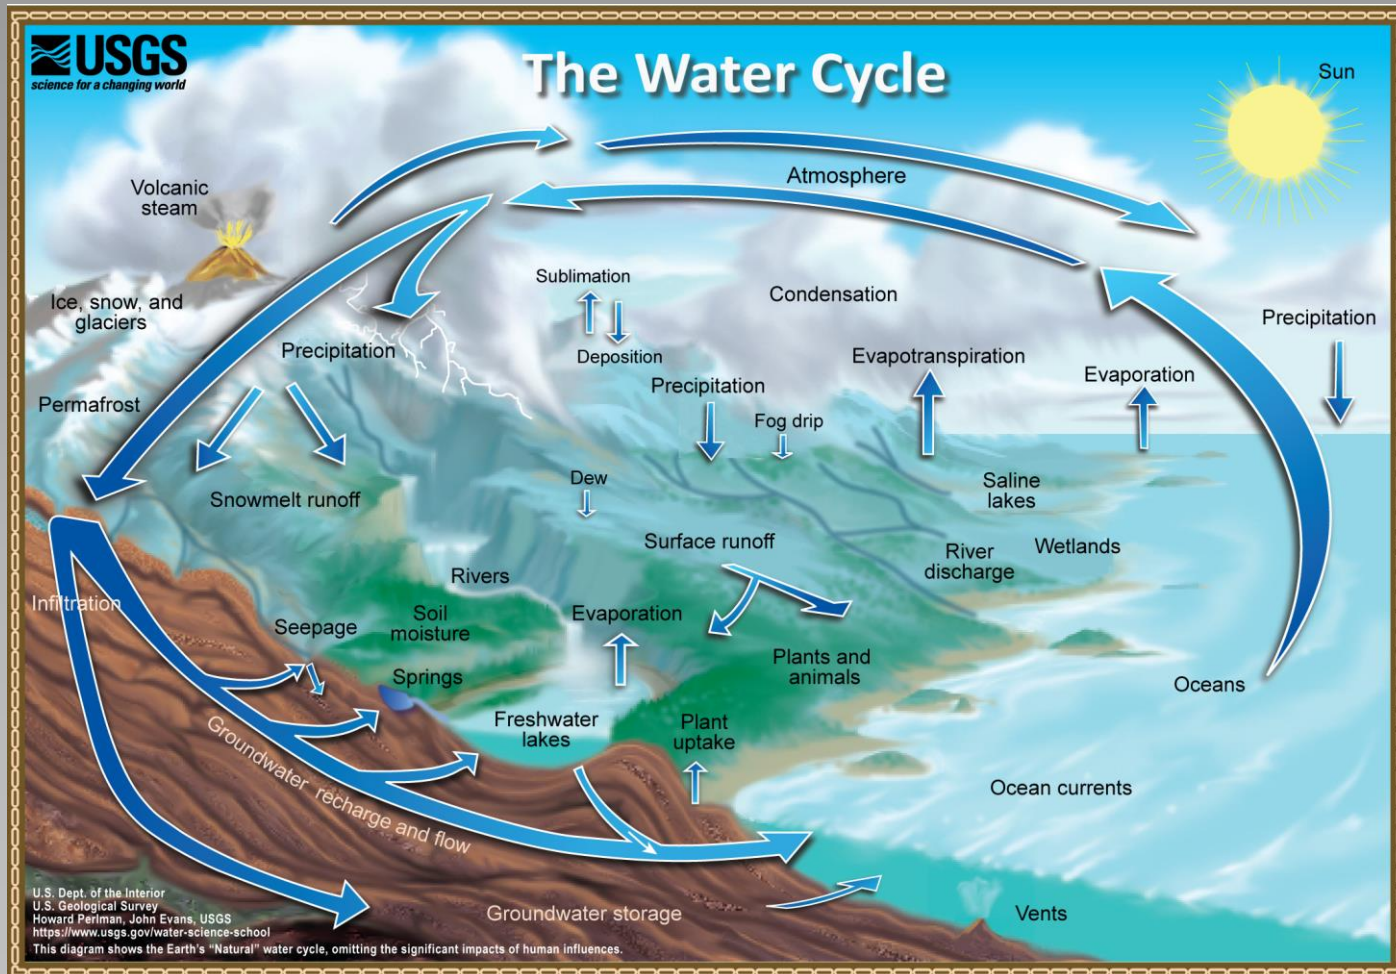 USGS
science for a changing world
The Water Cycle
Sun
Volcanic
steam
Atmosphere
Ice, snow, and
glaciers
Sublimation
Condensation
Precipitation
Precipitation
Deposition
Evapotranspiration
Evaporation
Precipitation
Permafrost
Fog drip
Dew
Snowmelt runoff
Saline
lakes
Surface runoff
River
discharge
Wetlands
Rivers
Infiltration
Seepage
Soil
moisture
Evaporation
Plants and
animals
Springs
Oceans
Freshwater
lakes
Plant
uptake
Groundwater recharge and flow
Ocean currents
Groundwater storage
Vents
U.S. Dept. of the Interior
U.S. Geological Survey
Howard Perlman, John Evans, USGS
https://www.usgs.gov/water-science-school
This diagram shows the Earth's “Natural” water cycle, omitting the significant impacts of human influences.